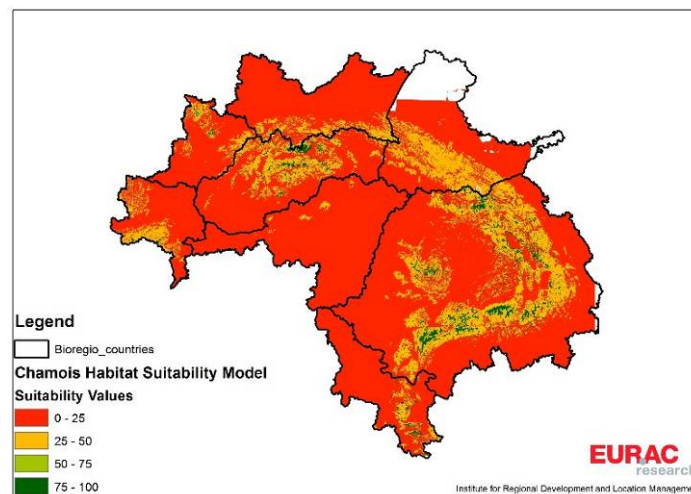 Legend
Bioregio_countries
Chamois Habitat Suitability Model
Suitability Values
0 - 25
25 - 50
50 - 75
75 - 100
EURAC
research
Institute for Regional Development and Location Manageme